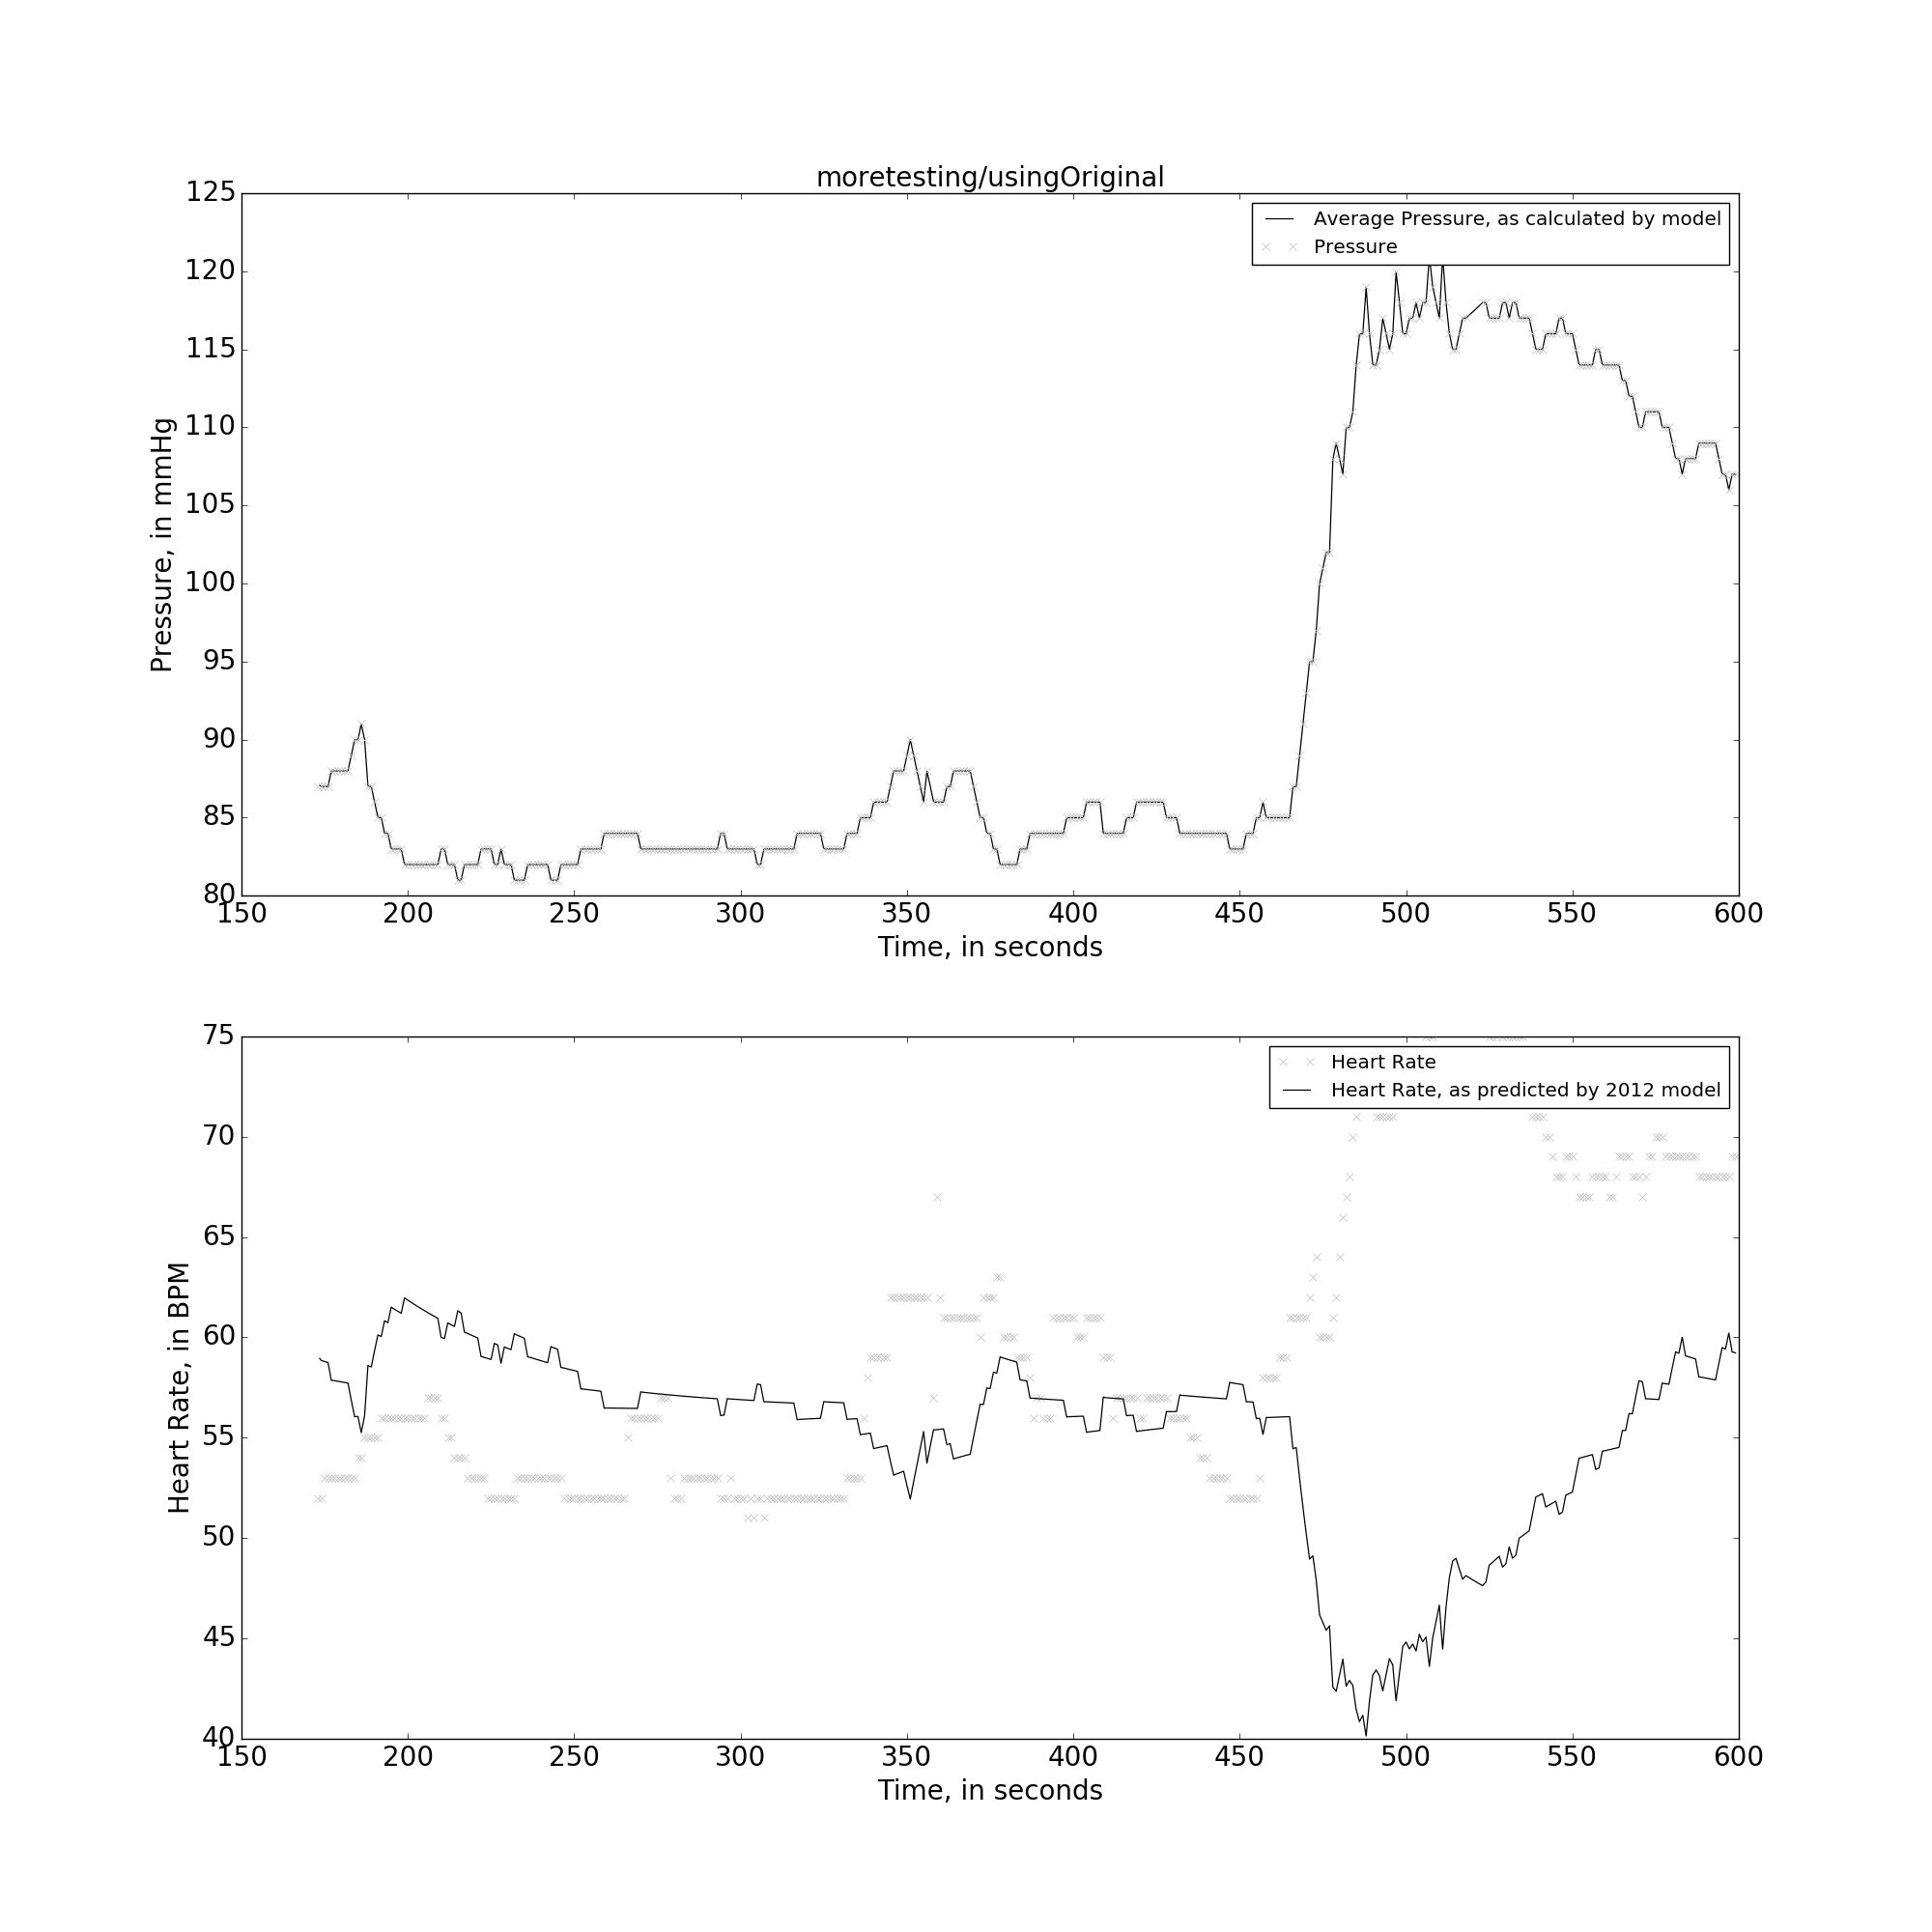 moretesting/usingOriginal
125
120
115
110
105
100
95
90
85
80
Pressure, in mmHg
Average Pressure, as calculated by model
Pressure
150 200 250 300 350 400 450 500 550 600
Time, in seconds
75
70
65
60
55
50
45
40
Heart Rate, in BPM
Heart Rate
Heart Rate, as predicted by 2012 model
150 200 250 300 350 400 450 500 550 600
Time, in seconds